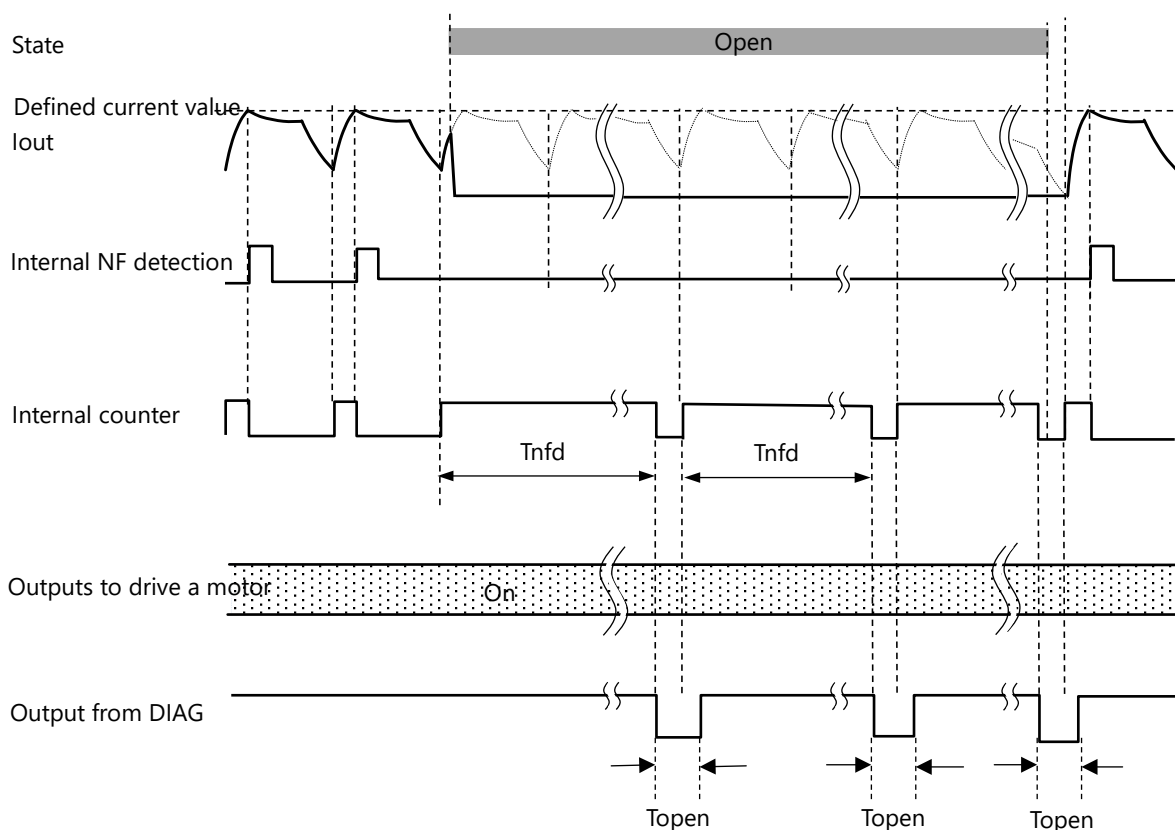 State
Open
Defined current value
Iout
Internal NF detection
Internal counter
Tnfd
Tnfd
Outputs to drive a motor
On
Output from DIAG
Topen
Topen
Topen